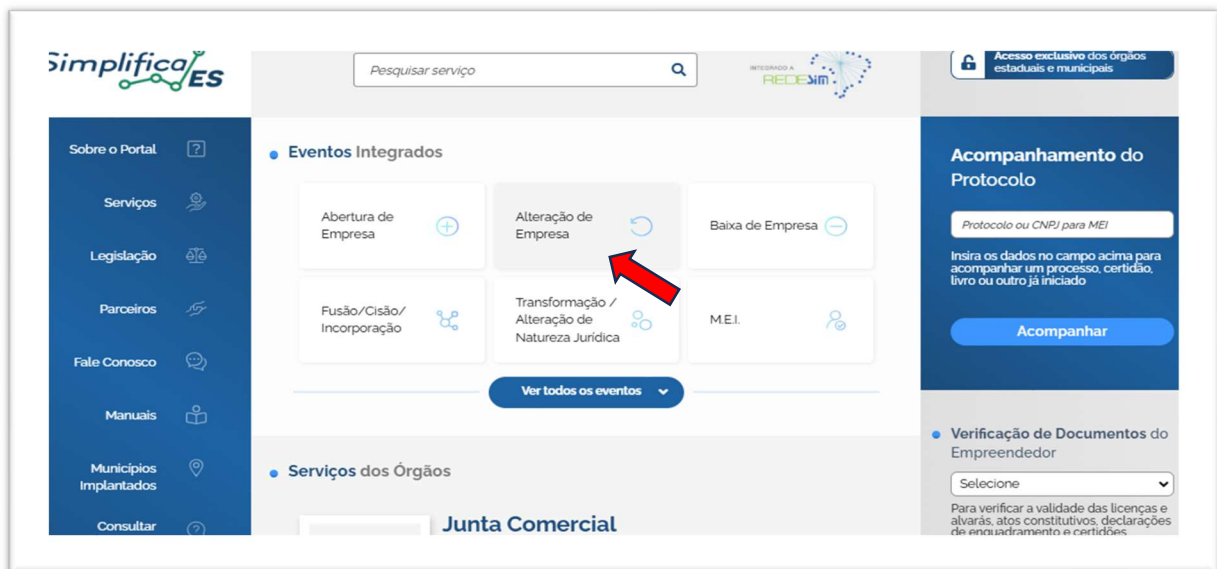 Simplifica ES
Pesquisar serviço
INTEGRADO A
REDESIM
Acesso exclusivo dos órgãos
estaduais e municipais
Sobre o Portal
Serviços
Legislação
Parceiros
Fale Conosco
Manuais
Municípios
Implantados
Consultar
Eventos Integrados
Abertura de
Empresa
Alteração de
Empresa
Baixa de Empresa
Fusão/Cisão/
Incorporação
Transformação /
Alteração de
Natureza Jurídica
M.E.I.
Ver todos os eventos
Serviços dos Órgãos
Junta Comercial
Acompanhamento do
Protocolo
Protocolo ou CNPJ para MEI
Insira os dados no campo acima para
acompanhar um processo, certidão,
livro ou outro já iniciado
Acompanhar
Verificação de Documentos do
Empreendedor
Selecione
Para verificar a validade das licenças e
alvarás, atos constitutivos, declarações
de enquadramento e certidões